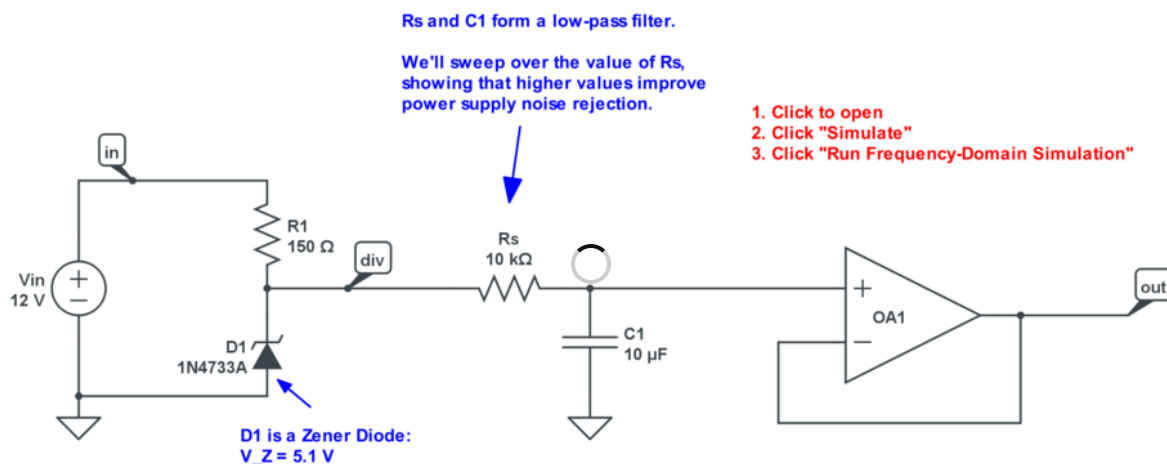 Rs and C1 form a low-pass filter.
We'll sweep over the value of Rs,
showing that higher values improve
power supply noise rejection.
1. Click to open
2. Click "Simulate"
3. Click "Run Frequency-Domain Simulation"
in
R1
150 Ω
div
Rs
10 kΩ
Vin
12 V
+
−
+
−
OA1
out
C1
10 µF
D1
1N4733A
D1 is a Zener Diode:
V_Z = 5.1 V